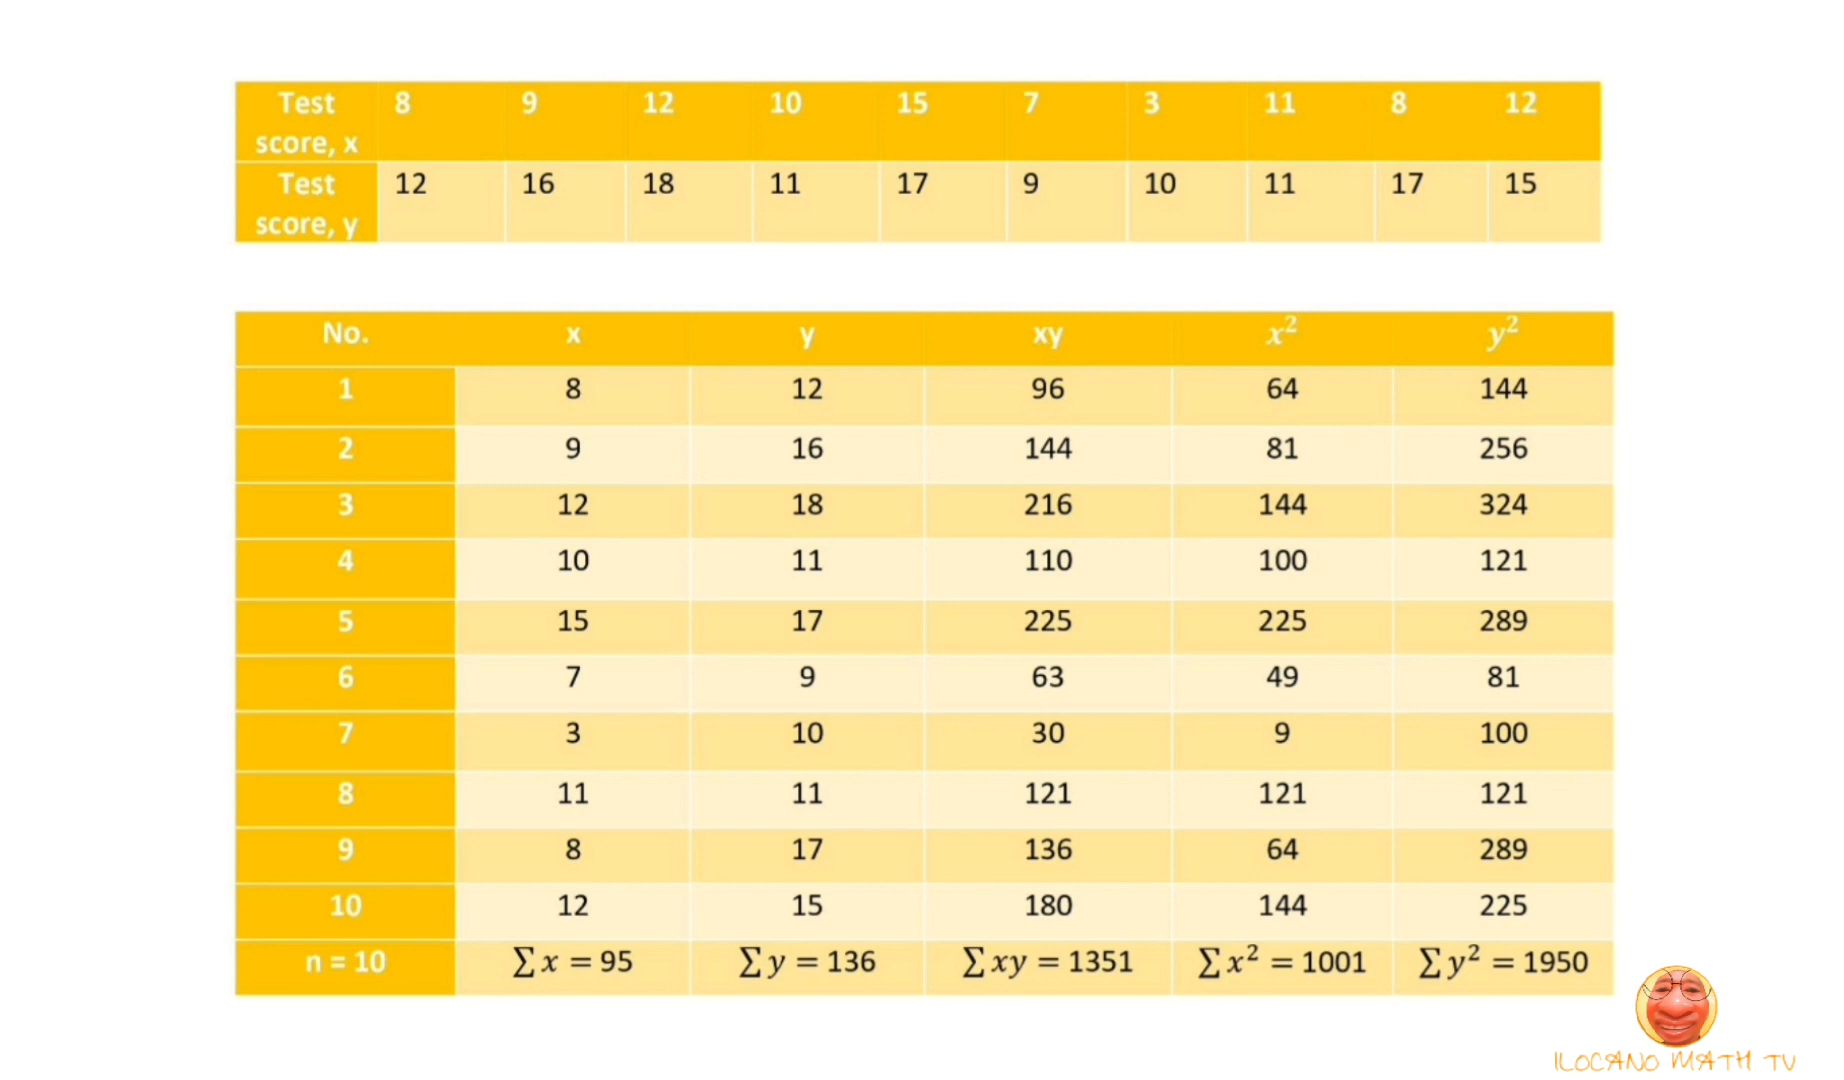 Test score, x 8 9 12 10 15 7 3 11 8 12
Test score, y 12 16 18 11 17 9 10 11 17 15
No. x y xy x² y²
1 8 12 96 64 144
2 9 16 144 81 256
3 12 18 216 144 324
4 10 11 110 100 121
5 15 17 225 225 289
6 7 9 63 49 81
7 3 10 30 9 100
8 11 11 121 121 121
9 8 17 136 64 289
10 12 15 180 144 225
n = 10 ∑x = 95 ∑y = 136 ∑xy = 1351 ∑x² = 1001 ∑y² = 1950
ILOCANO MATH TV